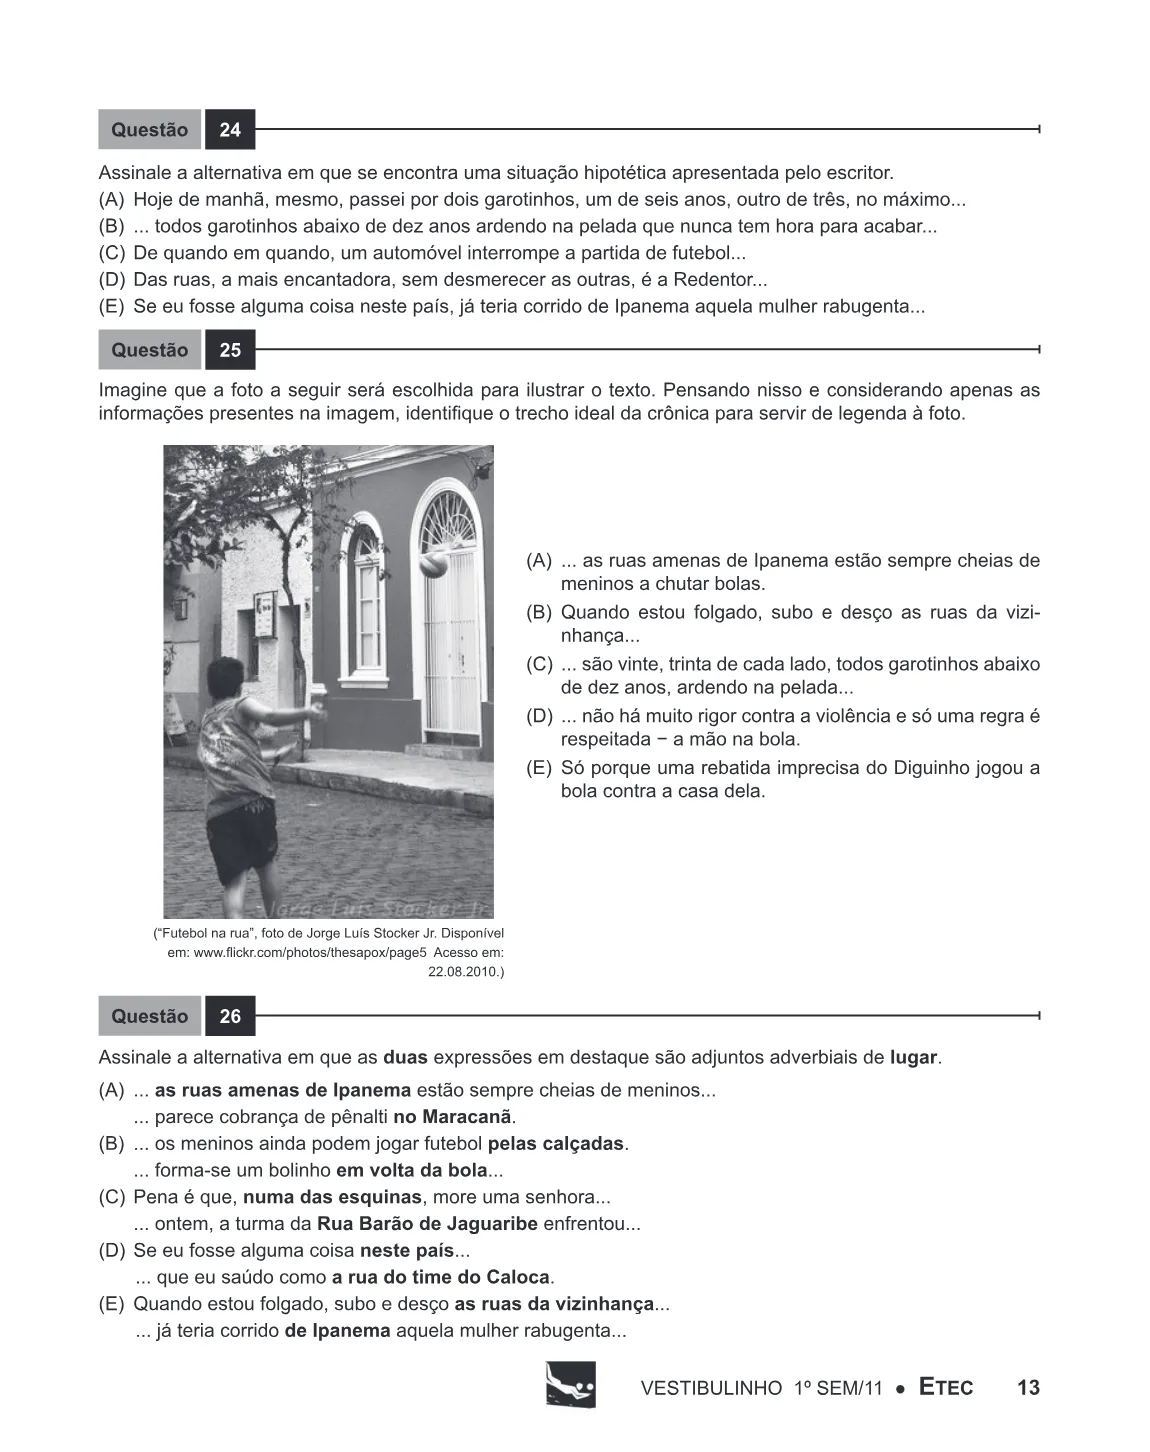 Questão 24
Assinale a alternativa em que se encontra uma situação hipotética apresentada pelo escritor.
(A) Hoje de manhã, mesmo, passei por dois garotinhos, um de seis anos, outro de três, no máximo...
(B) ... todos garotinhos abaixo de dez anos ardendo na pelada que nunca tem hora para acabar...
(C) De quando em quando, um automóvel interrompe a partida de futebol...
(D) Das ruas, a mais encantadora, sem desmerecer as outras, é a Redentor...
(E) Se eu fosse alguma coisa neste país, já teria corrido de Ipanema aquela mulher rabugenta...
Questão 25
Imagine que a foto a seguir será escolhida para ilustrar o texto. Pensando nisso e considerando apenas as
informações presentes na imagem, identifique o trecho ideal da crônica para servir de legenda à foto.
(A) ... as ruas amenas de Ipanema estão sempre cheias de
meninos a chutar bolas.
(B) Quando estou folgado, subo e desço as ruas da vizi-
nhança...
(C) ... são vinte, trinta de cada lado, todos garotinhos abaixo
de dez anos, ardendo na pelada...
(D) ... não há muito rigor contra a violência e só uma regra é
respeitada − a mão na bola.
(E) Só porque uma rebatida imprecisa do Diguinho jogou a
bola contra a casa dela.
Jorge Luís Stocker Jr.
(“Futebol na rua”, foto de Jorge Luís Stocker Jr. Disponível
em: www.flickr.com/photos/thesapox/page5 Acesso em:
22.08.2010.)
Questão 26
Assinale a alternativa em que as duas expressões em destaque são adjuntos adverbiais de lugar.
(A) ... as ruas amenas de Ipanema estão sempre cheias de meninos...
... parece cobrança de pênalti no Maracanã.
(B) ... os meninos ainda podem jogar futebol pelas calçadas.
... forma-se um bolinho em volta da bola...
(C) Pena é que, numa das esquinas, more uma senhora...
... ontem, a turma da Rua Barão de Jaguaribe enfrentou...
(D) Se eu fosse alguma coisa neste país...
... que eu saúdo como a rua do time do Caloca.
(E) Quando estou folgado, subo e desço as ruas da vizinhança...
... já teria corrido de Ipanema aquela mulher rabugenta...
VESTIBULINHO 1º SEM/11 • ETEC 13